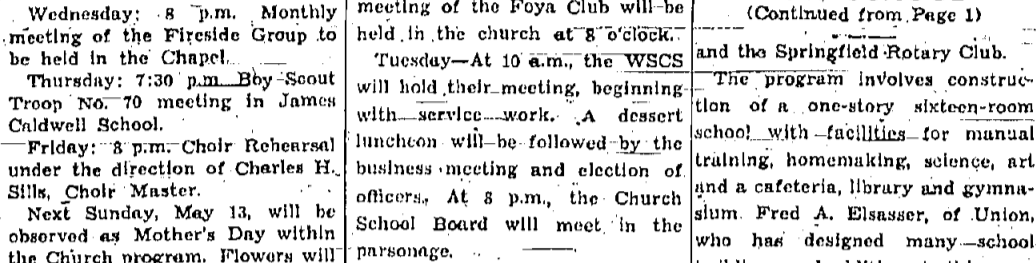 Wednesday: 8 p.m. Monthly
meeting of the Fireside Group to
be held in the Chapel.
Thursday: 7:30 p.m. Boy Scout
Troop No. 70 meeting in James
Caldwell School.
Friday: 8 p.m. Choir Rehearsal
under the direction of Charles H.
Sills, Choir Master.
Next Sunday, May 13, will be
observed as Mother's Day within
the Church program. Flowers will
meeting of the Foya Club will be
held in the church at 8 o'clock.
Tuesday—At 10 a.m., the WSCS
will hold their meeting, beginning
with service work. A dessert
luncheon will be followed by the
business meeting and election of
officers. At 8 p.m., the Church
School Board will meet in the
parsonage.
(Continued from Page 1)
and the Springfield Rotary Club.
The program involves construc-
tion of a one-story sixteen-room
school with facilities for manual
training, homemaking, science, art
and a cafeteria, library and gymna-
sium. Fred A. Elsasser, of Union,
who has designed many school